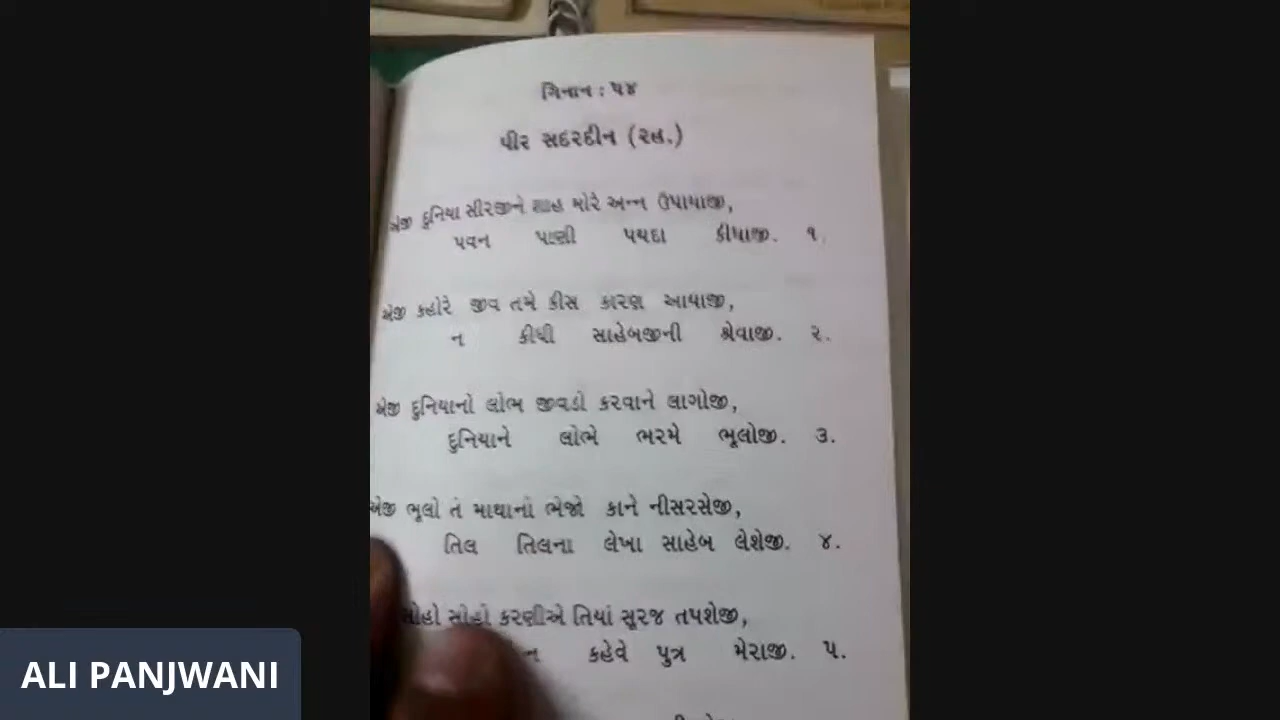 ગિનાન : ૫૪
પીર સદરદીન (રહ.)
એજી દુનિયા સીરજીને શાહ મોરે અન્ન ઉપાયાજી,
પવન પાણી પયદા કીધાજી. ૧.
એજી કહોરે જીવ તમે કીસ કારણ આયાજી,
ન કીધી સાહેબજીની શ્રેવાજી. ૨.
એજી દુનિયાનો લોભ જીવડો કરવાને લાગોજી,
દુનિયાને લોભે ભરમે ભૂલોજી. ૩.
એજી ભૂલો તે માથાનો ભેજો કાને નીસરસેજી,
તિલ તિલના લેખા સાહેબ લેશેજી. ૪.
સોહો સોહો કરણીએ તિયાં સૂરજ તપશેજી,
કહેવે પુત્ર મેરાજી. ૫.
ALI PANJWANI